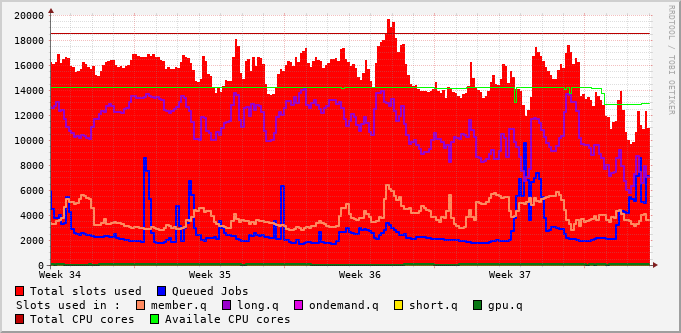 20000
18000
16000
14000
12000
10000
8000
6000
4000
2000
0
Week 34 Week 35 Week 36 Week 37
RRDTOOL / TOBI OETIKER
Total slots used Queued Jobs
Slots used in : member.q long.q ondemand.q short.q gpu.q
Total CPU cores Availale CPU cores